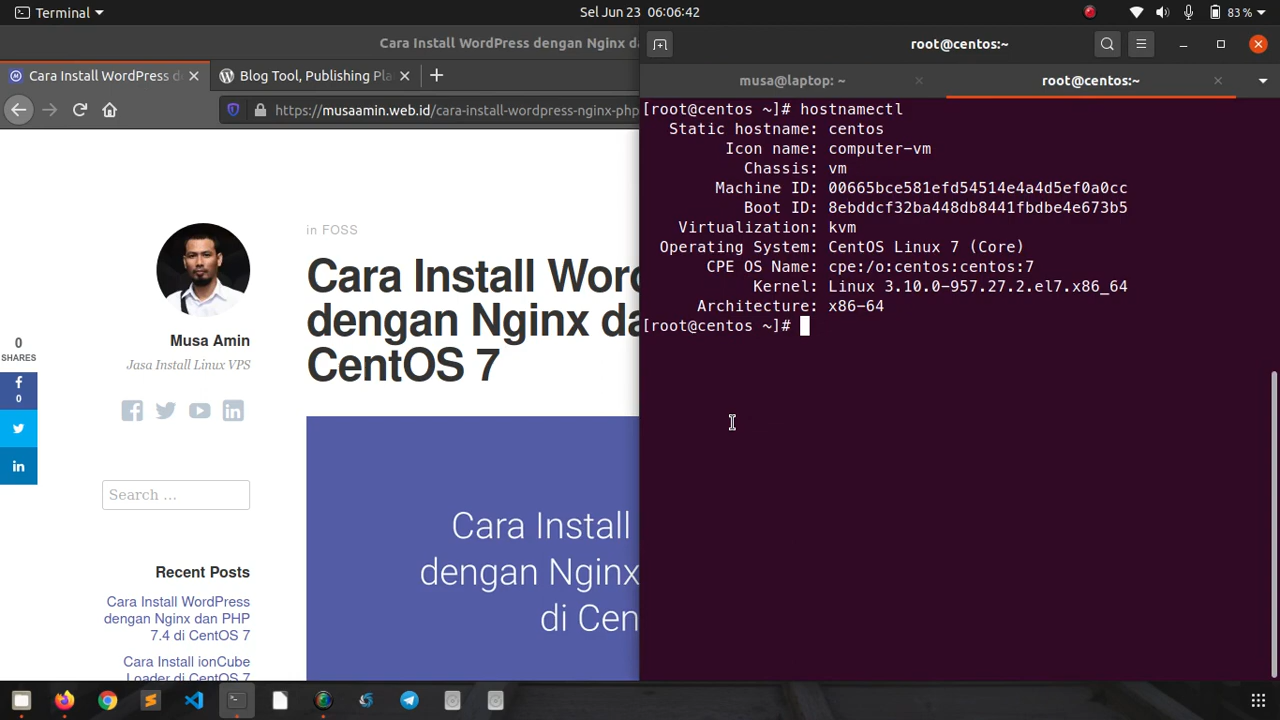 Terminal
Sel Jun 23 06:06:42
83 %
Cara Install WordPress dengan Nginx da
Cara Install WordPress d
Blog Tool, Publishing Pla
https://musaamin.web.id/cara-install-wordpress-nginx-php
in FOSS
Cara Install Wor
dengan Nginx da
CentOS 7
0
SHARES
0
Musa Amin
Jasa Install Linux VPS
Search ...
Recent Posts
Cara Install WordPress
dengan Nginx dan PHP
7.4 di CentOS 7
Cara Install ionCube
Loader di CentOS 7
Cara Install
dengan Nginx
di Cen
root@centos:~
musa@laptop: ~
root@centos:~
[root@centos ~]# hostnamectl
Static hostname: centos
Icon name: computer-vm
Chassis: vm
Machine ID: 00665bce581efd54514e4a4d5ef0a0cc
Boot ID: 8ebddcf32ba448db8441fbdbe4e673b5
Virtualization: kvm
Operating System: CentOS Linux 7 (Core)
CPE OS Name: cpe:/o:centos:centos:7
Kernel: Linux 3.10.0-957.27.2.el7.x86_64
Architecture: x86-64
[root@centos ~]#